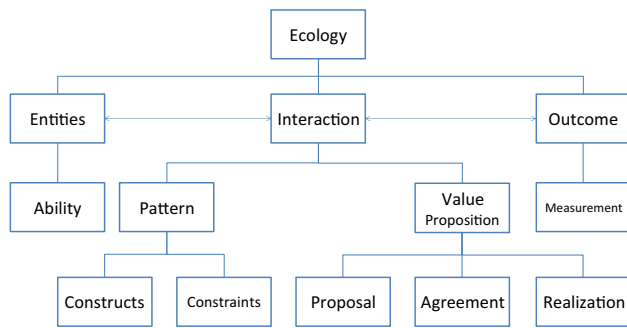 Ecology
Entities
Interaction
Outcome
Ability
Pattern
Value
Proposition
Measurement
Constructs
Constraints
Proposal
Agreement
Realization